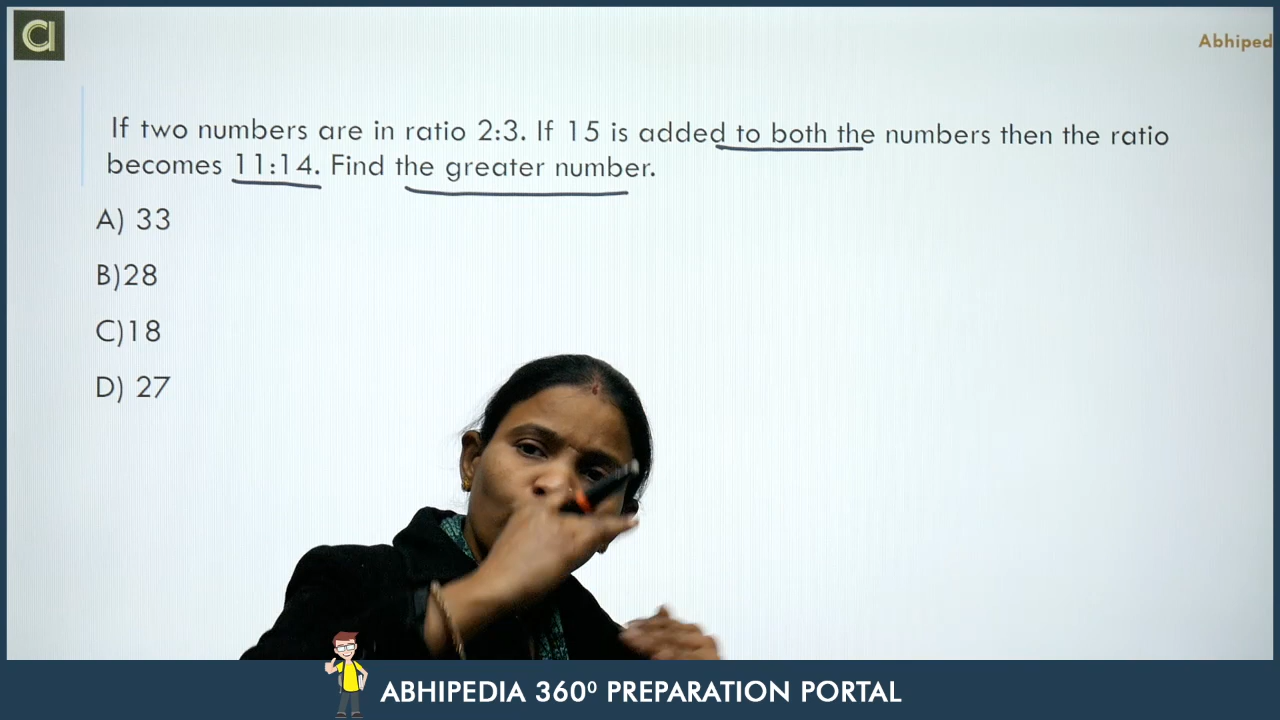 Abhiped
If two numbers are in ratio 2:3. If 15 is added to both the numbers then the ratio
becomes 11:14. Find the greater number.
A) 33
B)28
C)18
D) 27
ABHIPEDIA 360⁰ PREPARATION PORTAL